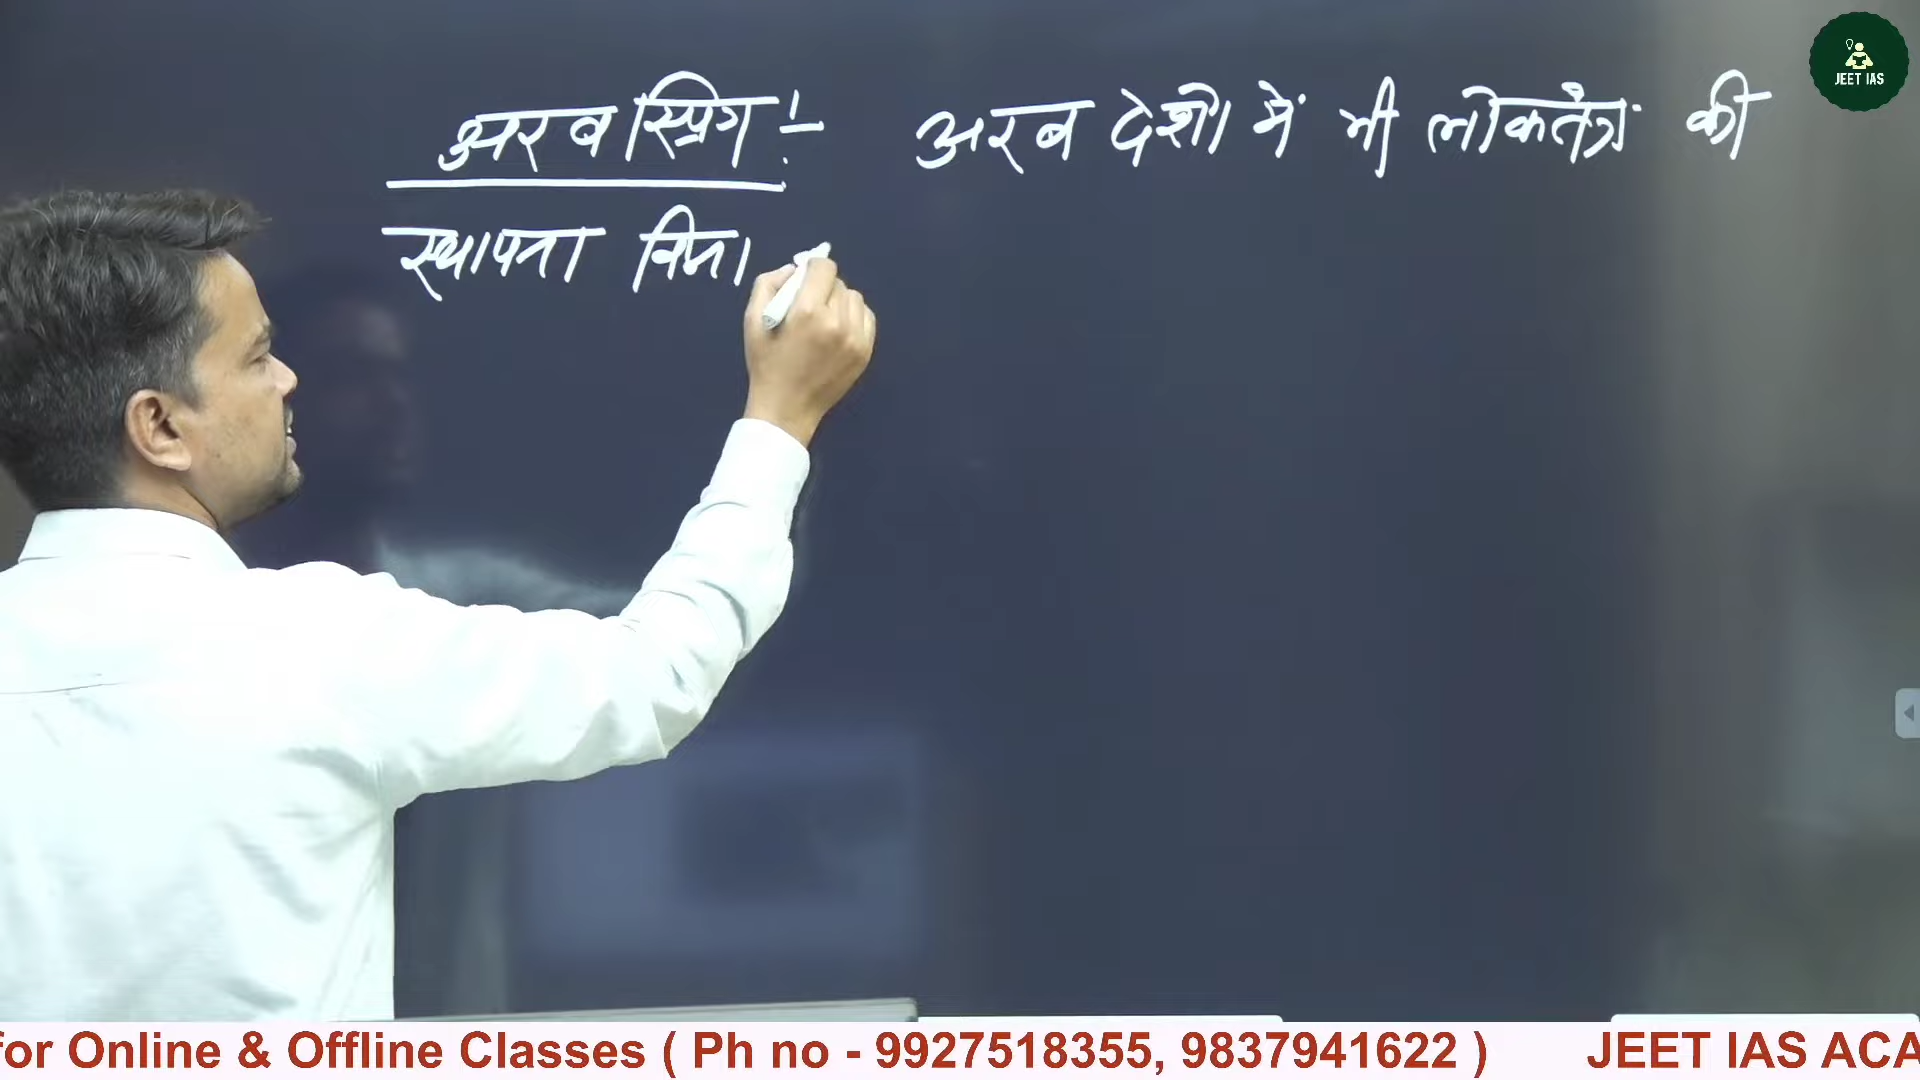 JEET IAS
अरब स्प्रिग :- अरब देशो में भी लोकतंत्र की
स्थापना बिना
for Online & Offline Classes ( Ph no - 9927518355, 9837941622 ) JEET IAS ACA